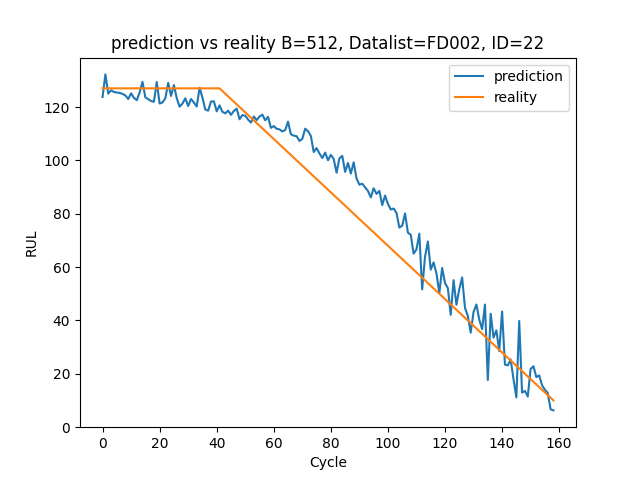 prediction vs reality B=512, Datalist=FD002, ID=22
prediction
reality
RUL
120
100
80
60
40
20
0
0 20 40 60 80 100 120 140 160
Cycle